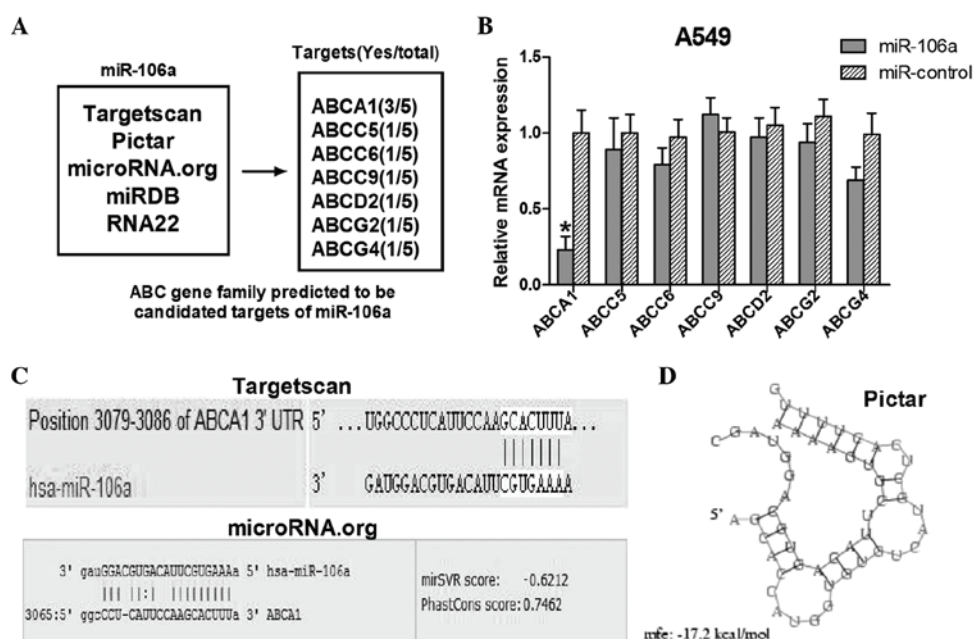 A
miR-106a
Targetscan
Pictar
microRNA.org
miRDB
RNA22
Targets(Yes/total)
ABCA1(3/5)
ABCC5(1/5)
ABCC6(1/5)
ABCC9(1/5)
ABCD2(1/5)
ABCG2(1/5)
ABCG4(1/5)
ABC gene family predicted to be
candidated targets of miR-106a
B
A549
miR-106a
miR-control
Relative mRNA expression
1.5
1.0
0.5
0.0
*
ABCA1
ABCC5
ABCC6
ABCC9
ABCD2
ABCG2
ABCG4
C
Targetscan
Position 3079-3086 of ABCA1 3' UTR 5' ...UGGCCCUCAUUCCAAGCACUUUA...
hsa-miR-106a 3' GAUGGACGUGACAUUCGUGAAAA
microRNA.org
3' gauGGACGUGACAUUCGUGAAAa 5' hsa-miR-106a
3065:5' ggcCCU-CAUUCCAAGCACUUUa 3' ABCA1
mirSVR score: -0.6212
PhastCons score: 0.7462
D
Pictar
5'
mfe: -17.2 kcal/mol